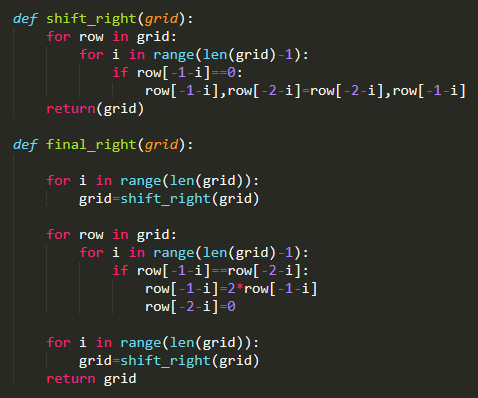 def shift_right(grid):
    for row in grid:
        for i in range(len(grid)-1):
            if row[-1-i]==0:
                row[-1-i],row[-2-i]=row[-2-i],row[-1-i]
    return(grid)

def final_right(grid):

    for i in range(len(grid)):
        grid=shift_right(grid)

    for row in grid:
        for i in range(len(grid)-1):
            if row[-1-i]==row[-2-i]:
                row[-1-i]=2*row[-1-i]
                row[-2-i]=0

    for i in range(len(grid)):
        grid=shift_right(grid)
    return grid